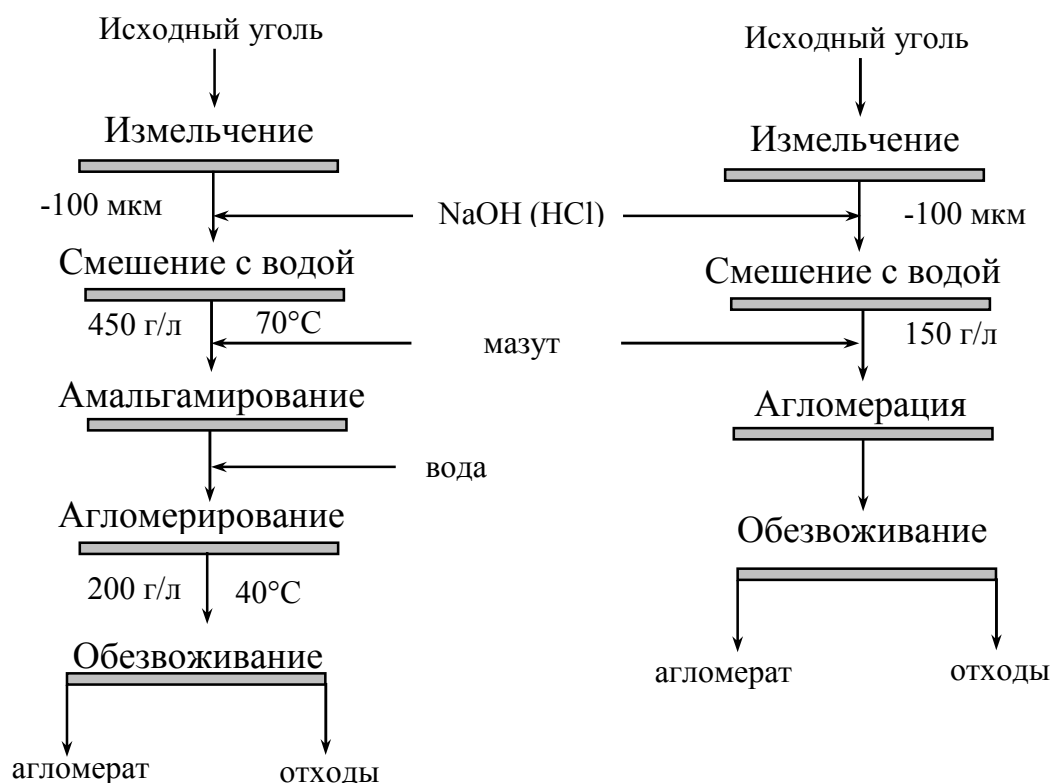 Исходный уголь
Измельчение
-100 мкм
NaOH (HCl)
Смешение с водой
450 г/л
70°C
мазут
Амальгамирование
вода
Агломерирование
200 г/л
40°C
Обезвоживание
агломерат
отходы
Исходный уголь
Измельчение
-100 мкм
Смешение с водой
150 г/л
Агломерация
Обезвоживание
агломерат
отходы